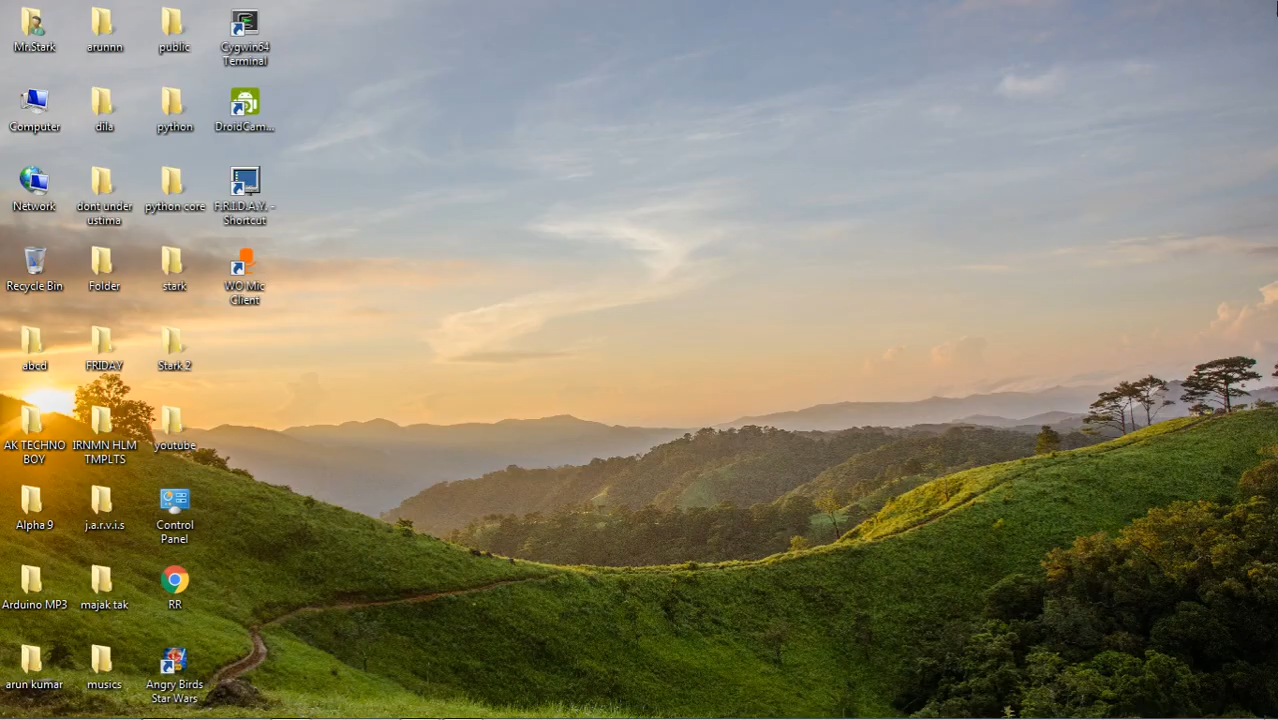 Mr.Stark
arunnn
public
Cygwin64
Terminal
Computer
dila
python
DroidCam...
Network
dont under
ustima
python core
F.R.I.D.A.Y. -
Shortcut
Recycle Bin
Folder
stark
WO Mic
Client
abcd
FRIDAY
Stark 2
AK TECHNO
BOY
IRNMN HLM
TMPLTS
youtube
Alpha 9
j.a.r.v.i.s
Control
Panel
Arduino MP3
majak tak
RR
arun kumar
musics
Angry Birds
Star Wars